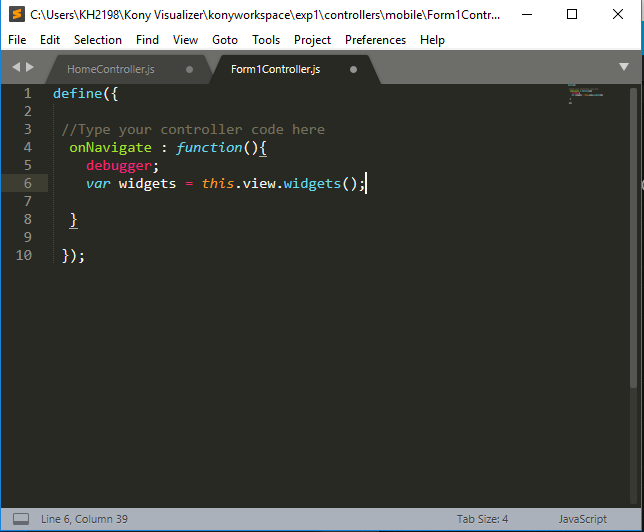 C:\Users\KH2198\Kony Visualizer\konyworkspace\exp1\controllers\mobile\Form1Contr...
File Edit Selection Find View Goto Tools Project Preferences Help
HomeController.js Form1Controller.js
1 define({
2
3 //Type your controller code here
4 onNavigate : function(){
5 debugger;
6 var widgets = this.view.widgets();
7
8 }
9
10 });
Line 6, Column 39 Tab Size: 4 JavaScript